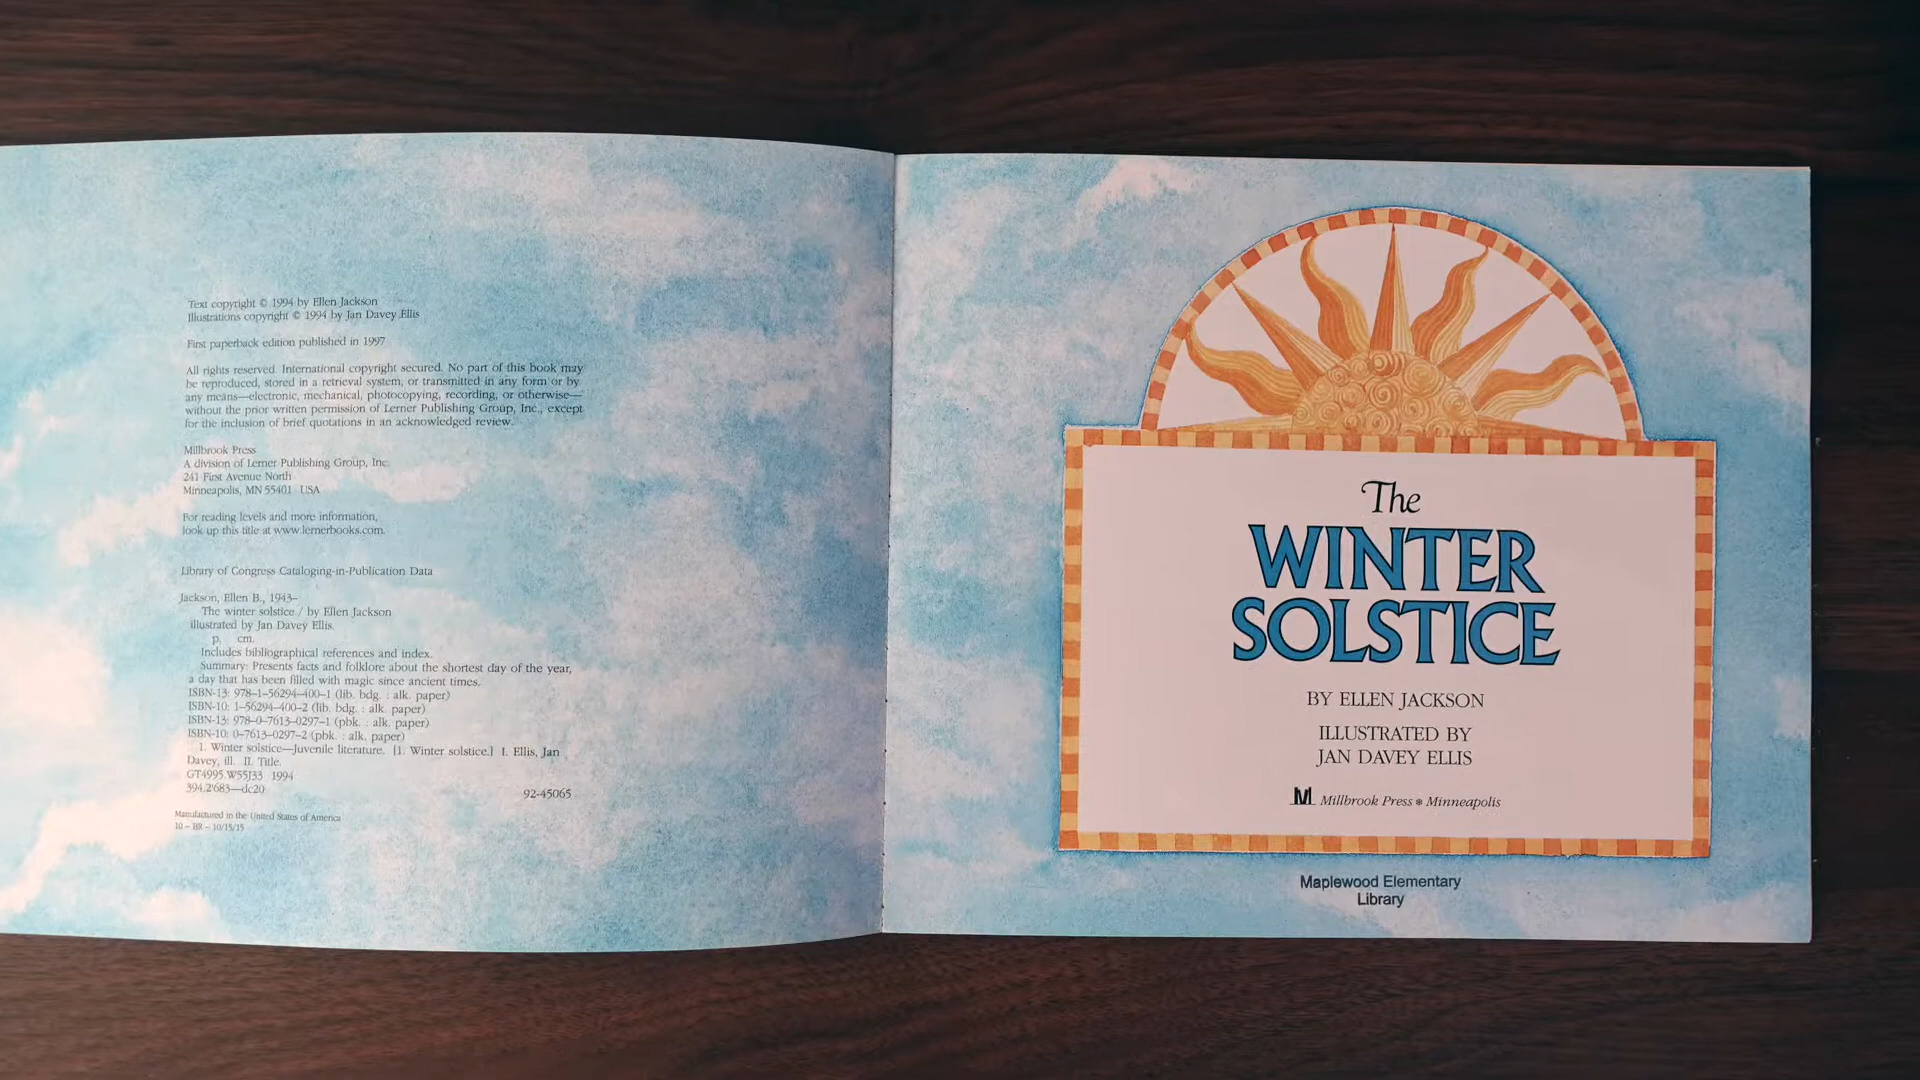 Text copyright © 1994 by Ellen Jackson
Illustrations copyright © 1994 by Jan Davey Ellis
First paperback edition published in 1997
All rights reserved. International copyright secured. No part of this book may
be reproduced, stored in a retrieval system, or transmitted in any form or by
any means—electronic, mechanical, photocopying, recording, or otherwise—
without the prior written permission of Lerner Publishing Group, Inc., except
for the inclusion of brief quotations in an acknowledged review.
Millbrook Press
A division of Lerner Publishing Group, Inc.
241 First Avenue North
Minneapolis, MN 55401 USA
For reading levels and more information,
look up this title at www.lernerbooks.com.
Library of Congress Cataloging-in-Publication Data
Jackson, Ellen B., 1943–
The winter solstice / by Ellen Jackson
illustrated by Jan Davey Ellis.
p. cm.
Includes bibliographical references and index.
Summary: Presents facts and folklore about the shortest day of the year,
a day that has been filled with magic since ancient times.
ISBN-13: 978–1–56294–400–1 (lib. bdg. : alk. paper)
ISBN-10: 1–56294–400–2 (lib. bdg. : alk. paper)
ISBN-13: 978–0–7613–0297–1 (pbk. : alk. paper)
ISBN-10: 0–7613–0297–2 (pbk. : alk. paper)
1. Winter solstice—Juvenile literature. [1. Winter solstice.] I. Ellis, Jan
Davey, ill. II. Title.
GT4995.W55J33 1994
394.2'683—dc20 92-45065
Manufactured in the United States of America
10 – BR – 10/15/15
The
WINTER
SOLSTICE
BY ELLEN JACKSON
ILLUSTRATED BY
JAN DAVEY ELLIS
M Millbrook Press * Minneapolis
Maplewood Elementary
Library